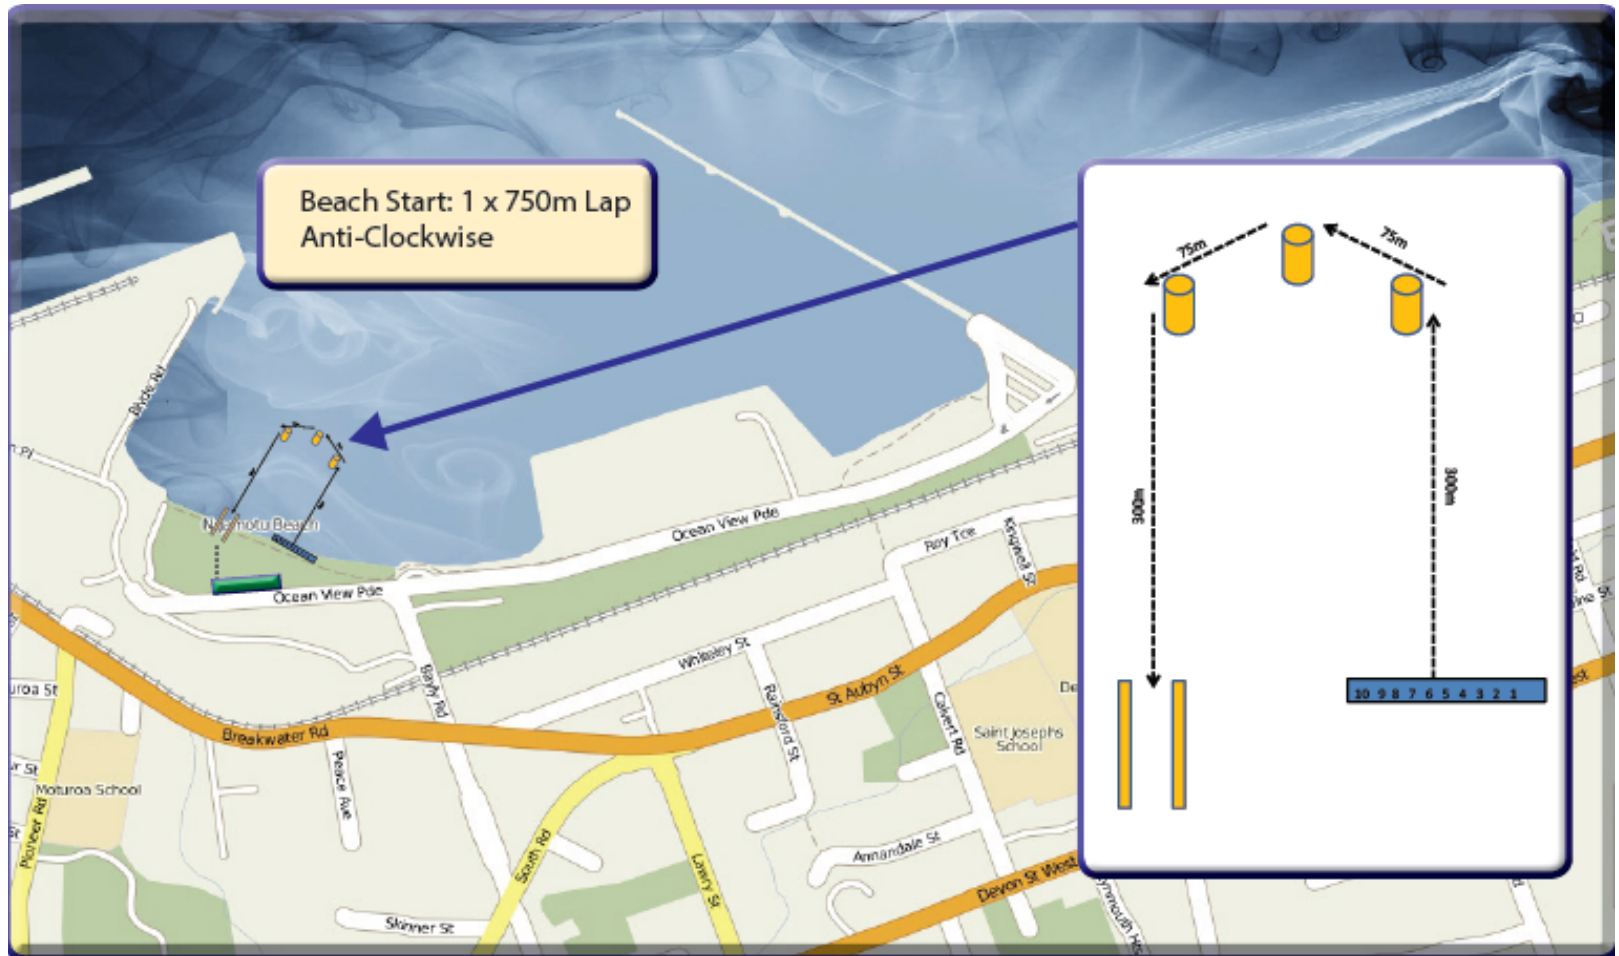 Beach Start: 1 x 750m Lap
Anti-Clockwise
75m
75m
300m
300m
10 9 8 7 6 5 4 3 2 1
Blyde Rd
Ocean View Pde
Ocean View Pde
Roy Tce
Kingwell St
Whiteley St
St Aubyn St
Bayly Rd
Rainsford St
Calvert Rd
Saint Josephs
School
Breakwater Rd
Peace Ave
Moturoa School
Pioneer Rd
South Rd
Lawry St
Annandale St
Devon St West
Skinner St